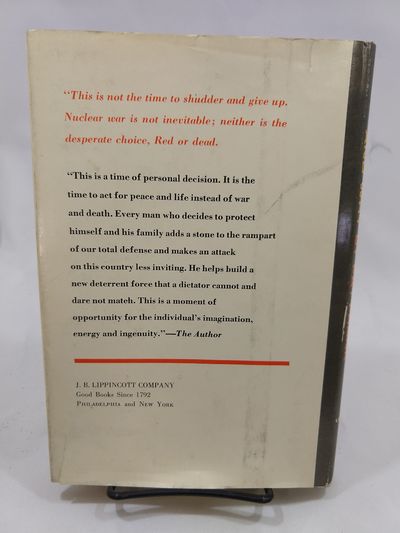 "This is not the time to shudder and give up.
Nuclear war is not inevitable; neither is the
desperate choice, Red or dead.
"This is a time of personal decision. It is the
time to act for peace and life instead of war
and death. Every man who decides to protect
himself and his family adds a stone to the rampart
of our total defense and makes an attack
on this country less inviting. He helps build a
new deterrent force that a dictator cannot and
dare not match. This is a moment of
opportunity for the individual's imagination,
energy and ingenuity."—The Author
J. B. LIPPINCOTT COMPANY
Good Books Since 1792
PHILADELPHIA and NEW YORK